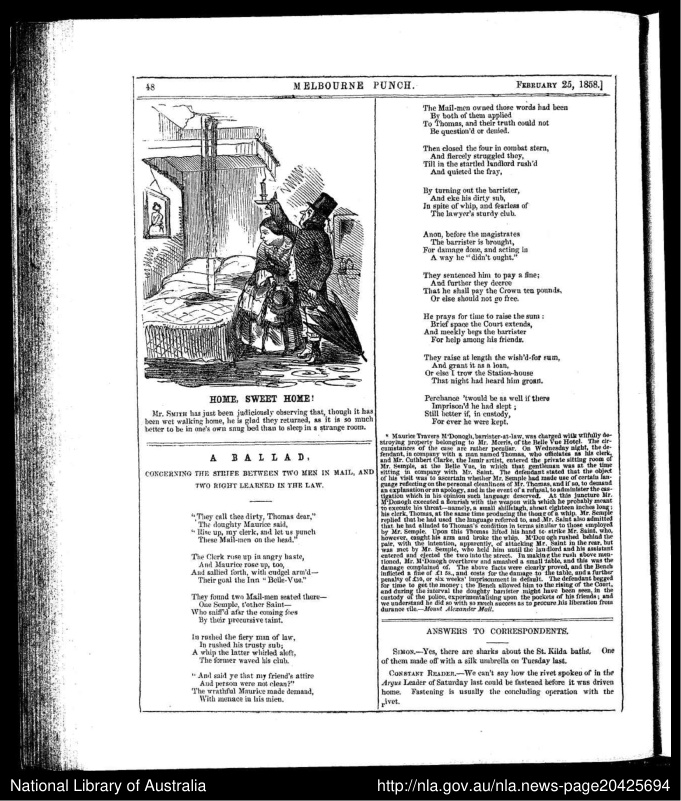 48
MELBOURNE PUNCH.
FEBRUARY 25, 1858.]
HOME, SWEET HOME!
Mr. SMITH has just been judiciously observing that, though it has
been wet walking home, he is glad they returned, as it is so much
better to be in one's own snug bed than to sleep in a strange room.
A BALLAD,
CONCERNING THE STRIFE BETWEEN TWO MEN IN MAIL, AND
TWO RIGHT LEARNED IN THE LAW.
"They call thee dirty, Thomas dear,"
The doughty Maurice said,
"Rise up, my clerk, and let us punch
These Mail-men on the head."
The Clerk rose up in angry haste,
And Maurice rose up, too,
And sallied forth, with cudgel arm'd—
Their goal the Inn "Belle-Vue."
They found two Mail-men seated there—
One Semple, t'other Saint—
Who sniff'd afar the coming foes
By their precursive taint.
In rushed the fiery man of law,
In rushed his trusty sub;
A whip the latter whirled aloft,
The former waved his club.
"And said ye that my friend's attire
And person were not clean?"
The wrathful Maurice made demand,
With menace in his mien.
The Mail-men owned those words had been
By both of them applied
To Thomas, and their truth could not
Be question'd or denied.
Then closed the four in combat stern,
And fiercely struggled they,
Till in the startled landlord rush'd
And quieted the fray,
By turning out the barrister,
And eke his dirty sub,
In spite of whip, and fearless of
The lawyer's sturdy club.
Anon, before the magistrates
The barrister is brought,
For damage done, and acting in
A way he "didn't ought."
They sentenced him to pay a fine;
And further they decree
That he shall pay the Crown ten pounds,
Or else should not go free.
He prays for time to raise the sum:
Brief space the Court extends,
And meekly begs the barrister
For help among his friends.
They raise at length the wish'd-for sum,
And grant it as a loan,
Or else I trow the Station-house
That night had heard him groan.
Perchance 'twould be as well if there
Imprison'd he had slept;
Still better if, in custody,
For ever he were kept.
* Maurice Travers M'Donogh, barrister-at-law, was charged with wilfully de-
stroying property belonging to Mr. Morris, of the Belle Vue Hotel. The cir-
cumstances of the case are rather peculiar. On Wednesday night, the de-
fendant, in company with a man named Thomas, who officiates as his clerk,
and Mr. Cuthbert Clarke, the artist, entered the private sitting room of
Mr. Semple, at the Belle Vue, in which that gentleman was at the time
sitting in company with Mr. Saint. The defendant stated that the object
of his visit was to ascertain whether Mr. Semple had made use of certain lan-
guage reflecting on the personal cleanliness of Mr. Thomas, and if so, to demand
an explanation or an apology, and in the event of a refusal, to administer the cas-
tigation which in his opinion such language deserved. At this juncture Mr.
M'Donogh executed a flourish with the weapon with which he probably meant
to execute his threat—namely, a small shillelagh, about eighteen inches long;
his clerk, Thomas, at the same time producing the thong of a whip. Mr. Semple
replied that he had used the language referred to, and Mr. Saint also admitted
that he had alluded to Thomas's condition in terms similar to those employed
by Mr. Semple. Upon this Thomas lifted his hand to strike Mr. Saint, who,
however, caught his arm and broke the whip. M'Donogh rushed behind the
pair, with the intention, apparently, of attacking Mr. Saint in the rear, but
was met by Mr. Semple, who held him until the landlord and his assistant
entered and ejected the two into the street. In making the rush above men-
tioned, Mr. M'Donogh overthrew and smashed a small table, and this was the
damage complained of. The above facts were clearly proved, and the Bench
inflicted a fine of £1 5s., and costs for the damage to the table, and a further
penalty of £10, or six weeks' imprisonment in default. The defendant begged
for time to get the money; the Bench allowed him to the rising of the Court,
and during the interval the doughty barrister might have been seen, in the
custody of the police, experimentalising upon the pockets of his friends; and
we understand he did so with so much success as to procure his liberation from
durance vile.—Mount Alexander Mail.
ANSWERS TO CORRESPONDENTS.
SIMON.—Yes, there are sharks about the St. Kilda baths. One
of them made off with a silk umbrella on Tuesday last.
CONSTANT READER.—We can't say how the rivet spoken of in the
Argus Leader of Saturday last could be fastened before it was driven
home. Fastening is usually the concluding operation with the
rivet.
National Library of Australia
http://nla.gov.au/nla.news-page20425694